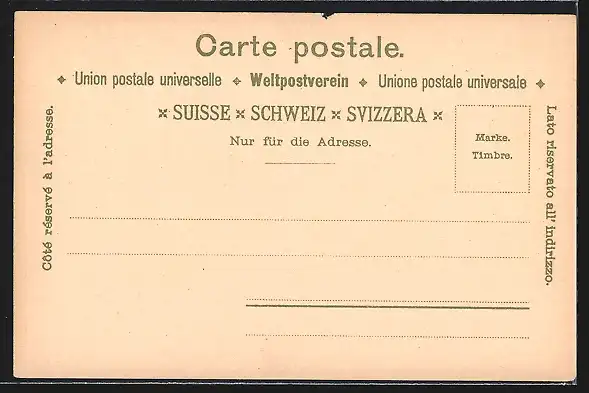 Carte postale.
✤ Union postale universelle ✤ Weltpostverein ✤ Unione postale universale ✤
× SUISSE × SCHWEIZ × SVIZZERA ×
Nur für die Adresse.
Marke.
Timbre.
Côté réservé à l'adresse.
Lato riservato all' indirizzo.